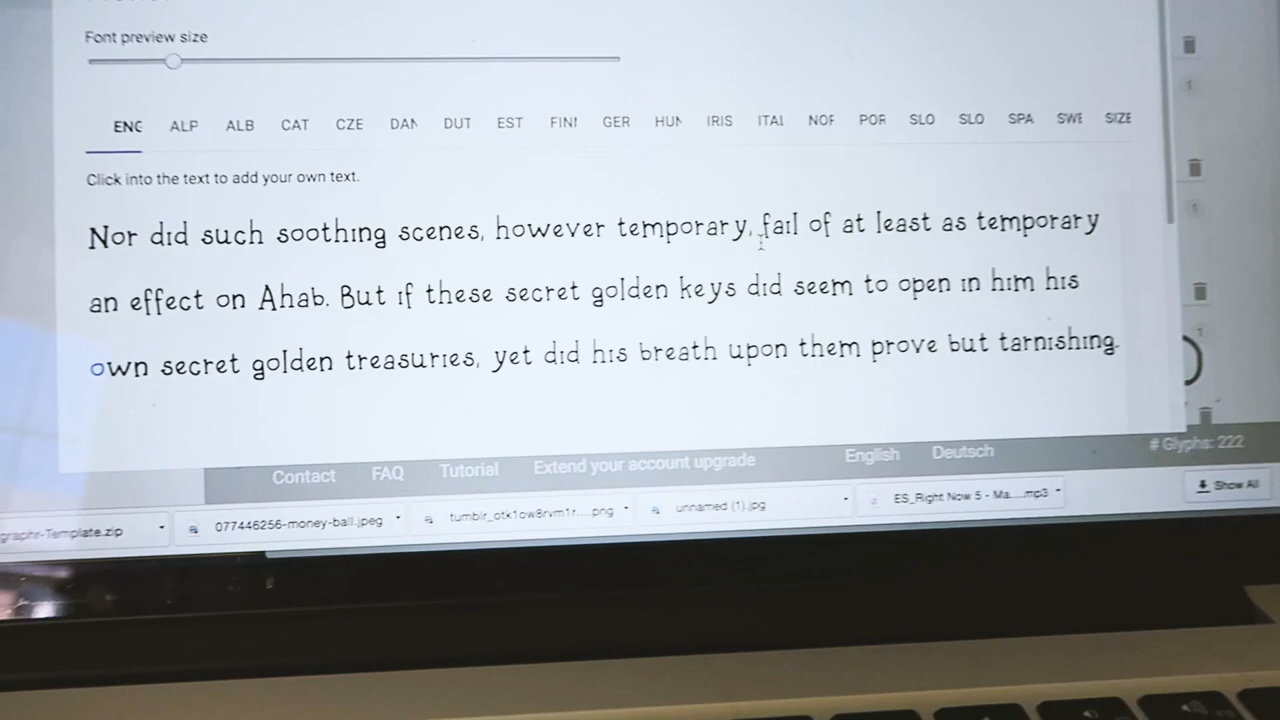 Font preview size
ENG ALP ALB CAT CZE DAN DUT EST FINI GER HUN IRIS ITAL NOR POR SLO SLO SPA SWE SIZE
Click into the text to add your own text.
Nor did such soothing scenes, however temporary, fail of at least as temporary
an effect on Ahab. But if these secret golden keys did seem to open in him his
own secret golden treasuries, yet did his breath upon them prove but tarnishing.
1
1
1
# Glyphs: 222
Contact FAQ Tutorial Extend your account upgrade English Deutsch
graphr-Template.zip 077446256-money-ball.jpeg tumblr_otk1ow8rvm1r....png unnamed (1).jpg ES_Right Now 5 - Ma....mp3 Show All